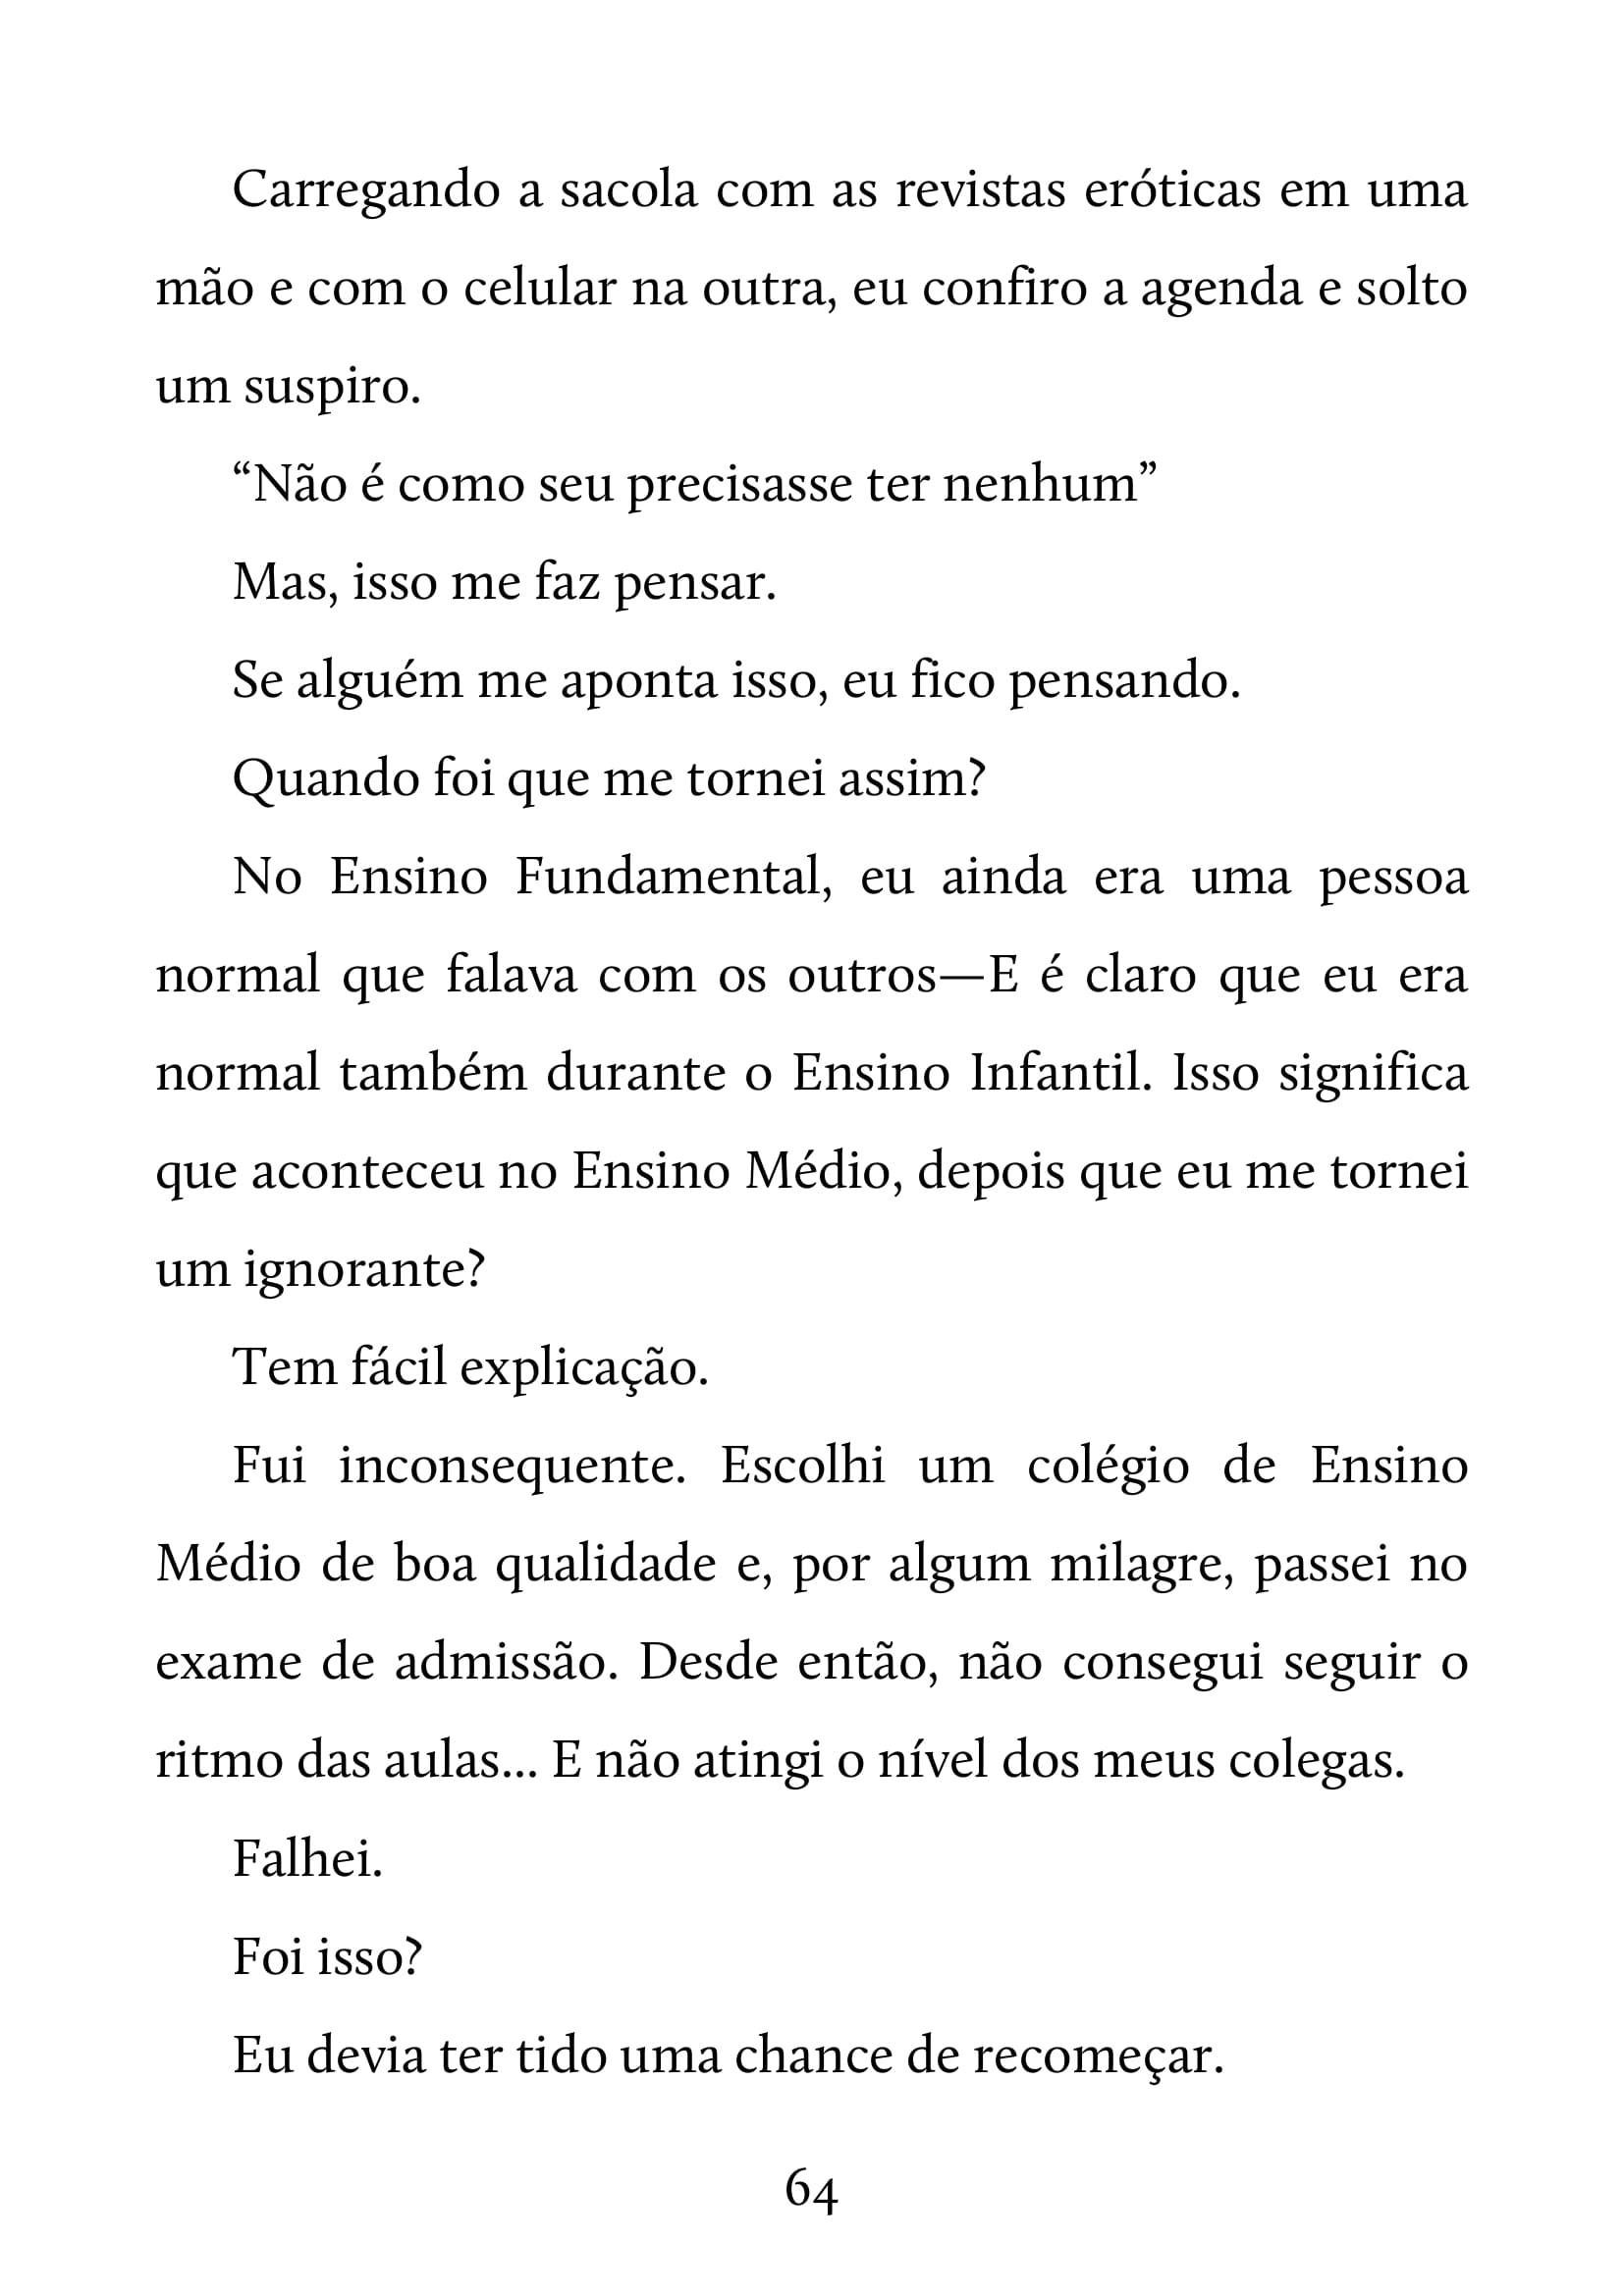 Carregando a sacola com as revistas eróticas em uma
mão e com o celular na outra, eu confiro a agenda e solto
um suspiro.
“Não é como seu precisasse ter nenhum”
Mas, isso me faz pensar.
Se alguém me aponta isso, eu fico pensando.
Quando foi que me tornei assim?
No Ensino Fundamental, eu ainda era uma pessoa
normal que falava com os outros—E é claro que eu era
normal também durante o Ensino Infantil. Isso significa
que aconteceu no Ensino Médio, depois que eu me tornei
um ignorante?
Tem fácil explicação.
Fui inconsequente. Escolhi um colégio de Ensino
Médio de boa qualidade e, por algum milagre, passei no
exame de admissão. Desde então, não consegui seguir o
ritmo das aulas... E não atingi o nível dos meus colegas.
Falhei.
Foi isso?
Eu devia ter tido uma chance de recomeçar.
64